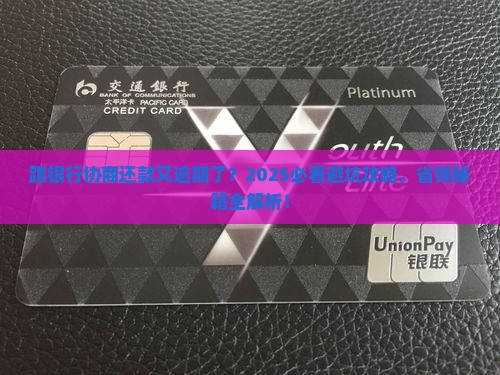 交通銀行
BANK OF COMMUNICATIONS
太平洋卡 PACIFIC CARD
CREDIT CARD
Platinum
outh
Elite
跟银行协商还款又逾期了？2025必看避坑攻略，省钱秘
籍全解析！
UnionPay
银联